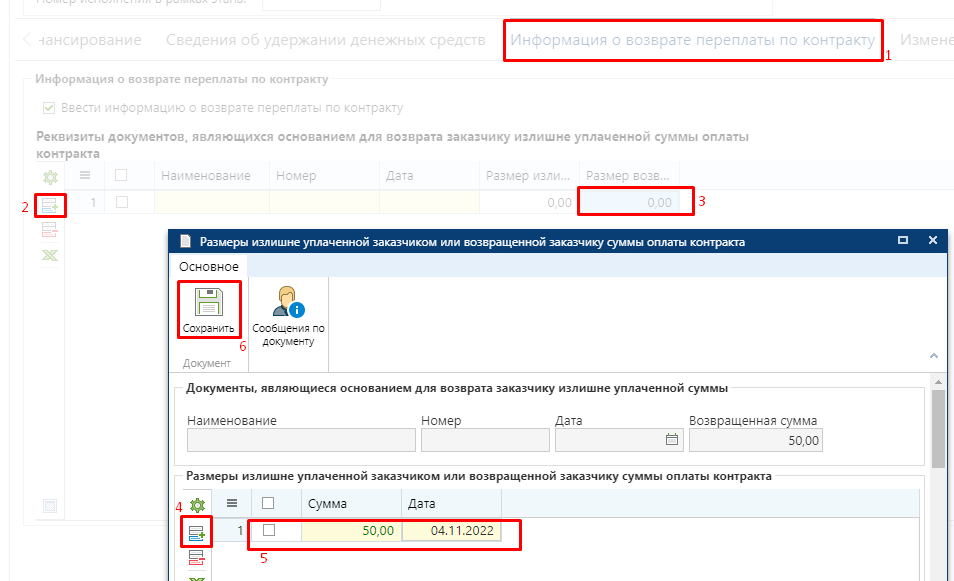 Номер исполнения в рамках этапа:
нансирование Сведения об удержании денежных средств Информация о возврате переплаты по контракту Измене
1
Информация о возврате переплаты по контракту
Ввести информацию о возврате переплаты по контракту
Реквизиты документов, являющихся основанием для возврата заказчику излишне уплаченной суммы оплаты
контракта
Наименование Номер Дата Размер изли... Размер возв...
2 1 0,00 0,00 3
Размеры излишне уплаченной заказчиком или возвращенной заказчику суммы оплаты контракта
Основное
Сохранить Сообщения по
документу
6
Документ
Документы, являющиеся основанием для возврата заказчику излишне уплаченной суммы
Наименование Номер Дата Возвращенная сумма
50,00
Размеры излишне уплаченной заказчиком или возвращенной заказчику суммы оплаты контракта
4 Сумма Дата
1 50,00 04.11.2022
5